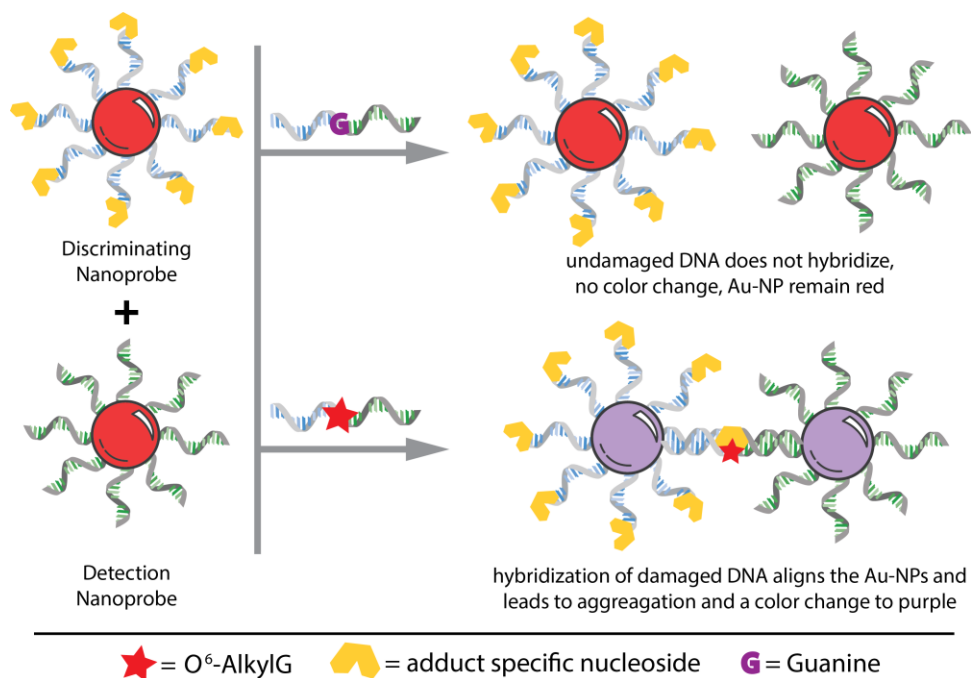 G
Discriminating
Nanoprobe
+
Detection
Nanoprobe
undamaged DNA does not hybridize,
no color change, Au-NP remain red
hybridization of damaged DNA aligns the Au-NPs and
leads to aggreagation and a color change to purple
= O⁶-AlkylG = adduct specific nucleoside G = Guanine